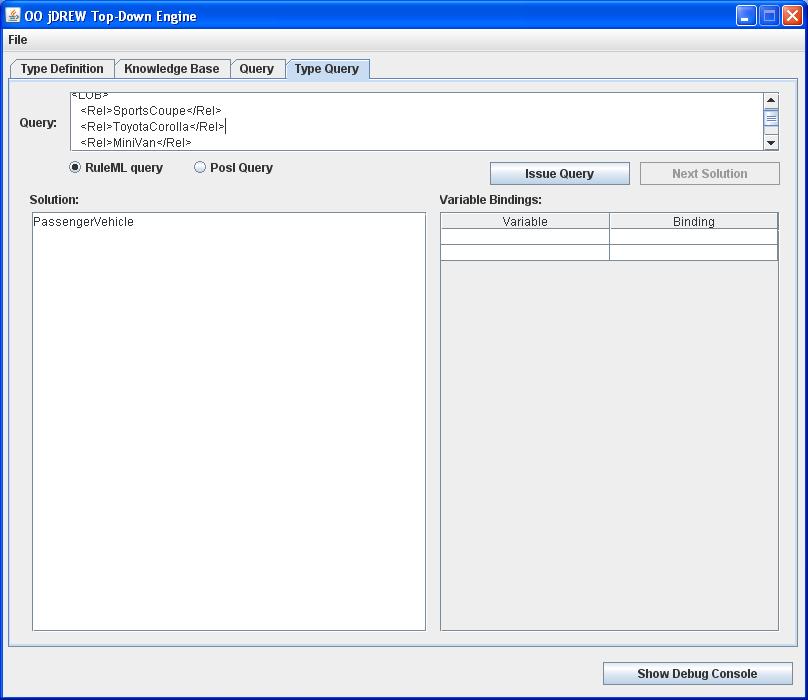 OO jDREW Top-Down Engine
File
Type Definition Knowledge Base Query Type Query
<LUB>
Query:
<Rel>SportsCoupe</Rel>
<Rel>ToyotaCorolla</Rel>
<Rel>MiniVan</Rel>
RuleML query Posl Query Issue Query Next Solution
Solution: Variable Bindings:
PassengerVehicle Variable Binding
Show Debug Console